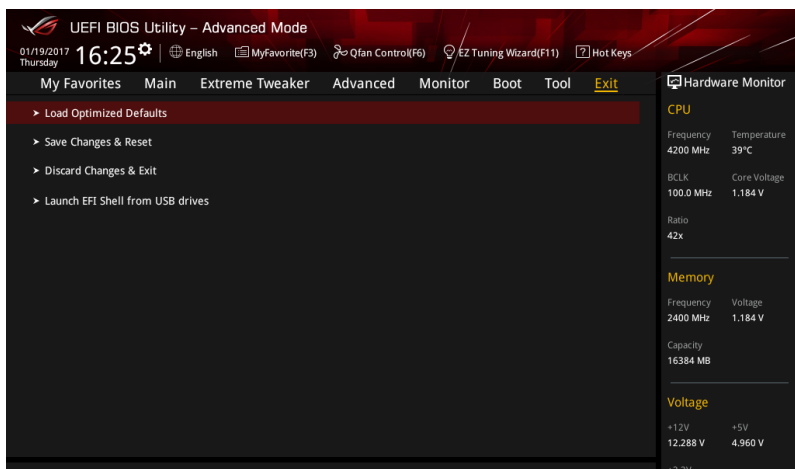 UEFI BIOS Utility – Advanced Mode
01/19/2017 Thursday 16:25 English MyFavorite(F3) Qfan Control(F6) EZ Tuning Wizard(F11) ? Hot Keys
My Favorites Main Extreme Tweaker Advanced Monitor Boot Tool Exit
Hardware Monitor
> Load Optimized Defaults
> Save Changes & Reset
> Discard Changes & Exit
> Launch EFI Shell from USB drives
CPU
Frequency Temperature
4200 MHz 39°C
BCLK Core Voltage
100.0 MHz 1.184 V
Ratio
42x
Memory
Frequency Voltage
2400 MHz 1.184 V
Capacity
16384 MB
Voltage
+12V +5V
12.288 V 4.960 V